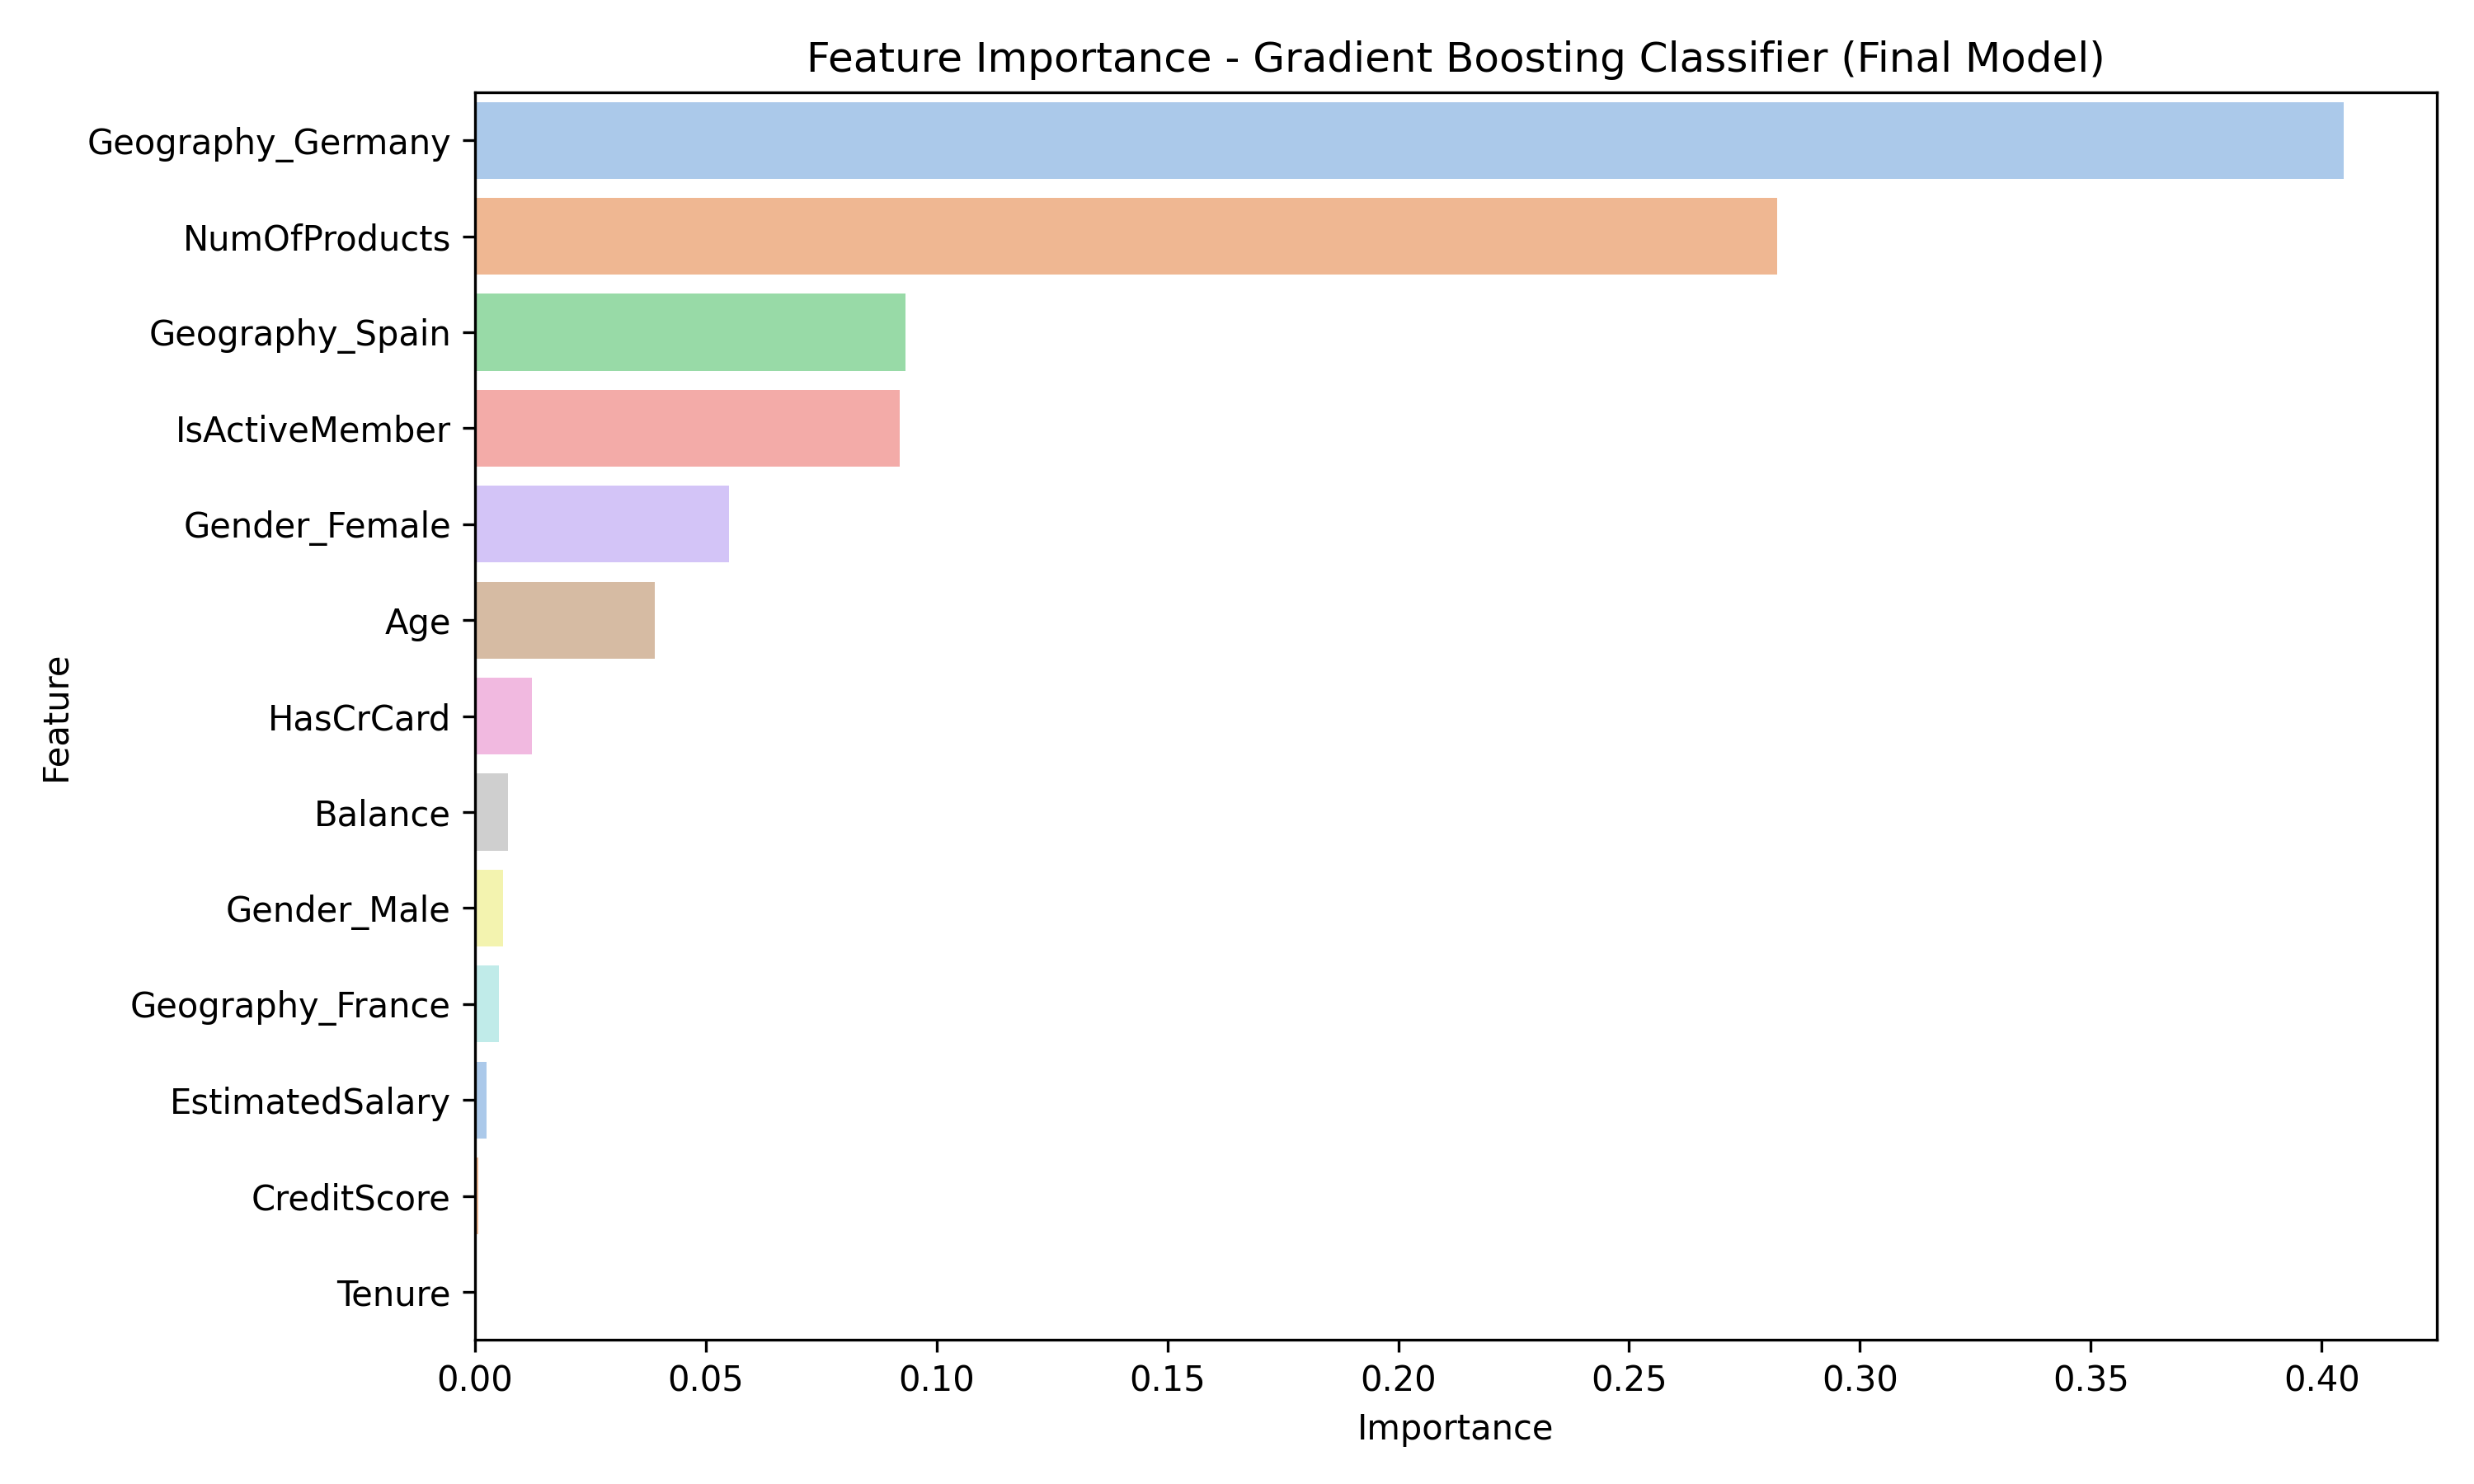 Feature Importance - Gradient Boosting Classifier (Final Model)
Geography_Germany
NumOfProducts
Geography_Spain
IsActiveMember
Gender_Female
Age
HasCrCard
Balance
Gender_Male
Geography_France
EstimatedSalary
CreditScore
Tenure
Feature
0.00 0.05 0.10 0.15 0.20 0.25 0.30 0.35 0.40
Importance